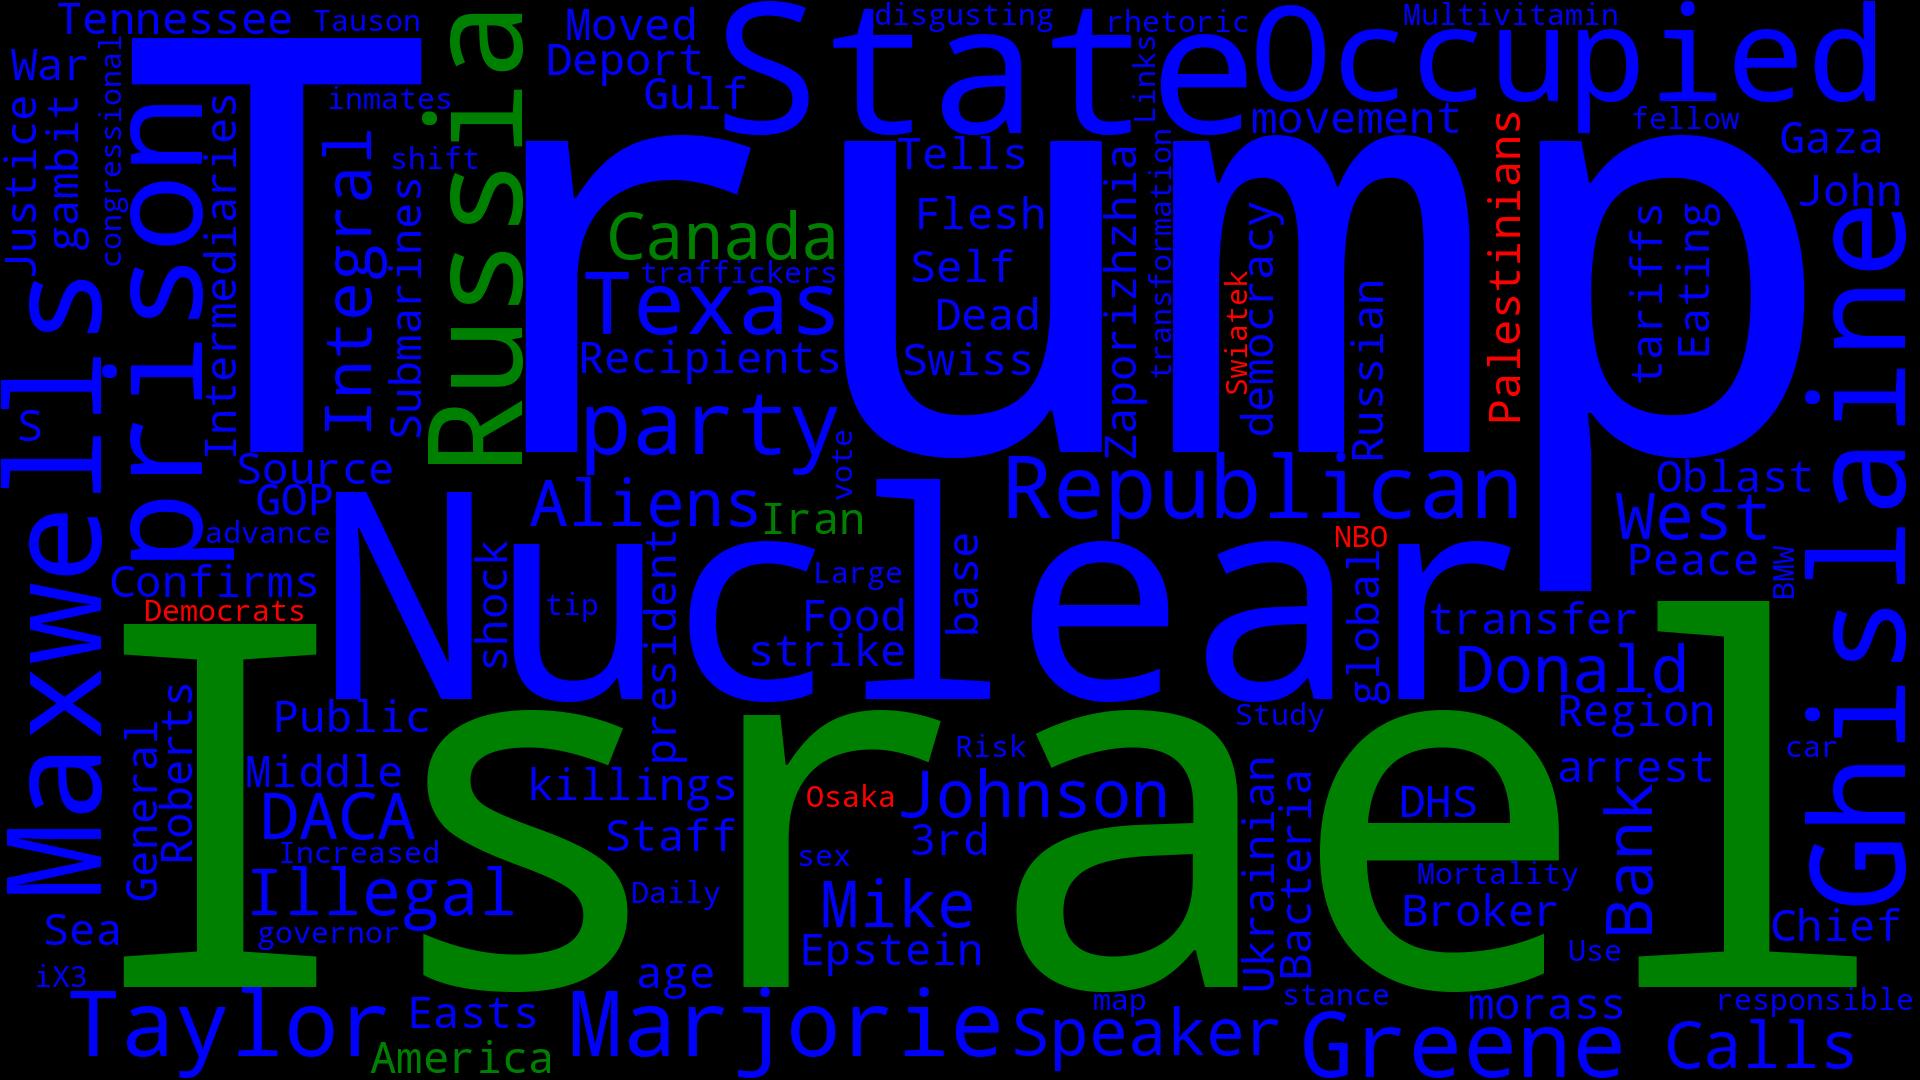 Tennessee
Tauson
Moved
disgusting
rhetoric
Multivitamin
War
Deport
State
Occupied
inmates
Gulf
Links
movement
fellow
Justice
gambit
congressional
Trump
Russia
shift
Tells
Palestinians
Gaza
prison
Intermediaries
Integral
Submarines
Canada
Flesh
Zaporizhzhia
transformation
John
traffickers
Texas
Self
Swiatek
democracy
Russian
tariffs
Eating
Dead
Recipients
Swiss
Maxwells
S
party
vote
Ghislaine
Source
GOP
advance
Aliens
Iran
Republican
NBO
Oblast
West
Peace
BMW
Confirms
Democrats
Nuclear
shock
tip
president
Large
Food
strike
base
global
transfer
Donald
Israel
Public
Study
Region
General
Roberts
Middle
DACA
killings
Risk
Johnson
Osaka
arrest
car
DHS
Increased
Staff
sex
3rd
Ukrainian
Bacteria
Mortality
Bank
Illegal
Daily
Mike
Broker
Sea
governor
Epstein
Use
Chief
iX3
age
map
stance
morass
responsible
Taylor
Easts
America
Marjorie
Speaker
Greene
Calls